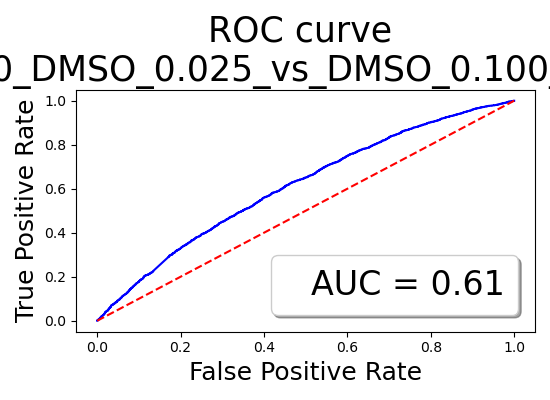 ROC curve
0_DMSO_0.025_vs_DMSO_0.100_
True Positive Rate
1.0
0.8
0.6
0.4
0.2
0.0
AUC = 0.61
0.0 0.2 0.4 0.6 0.8 1.0
False Positive Rate